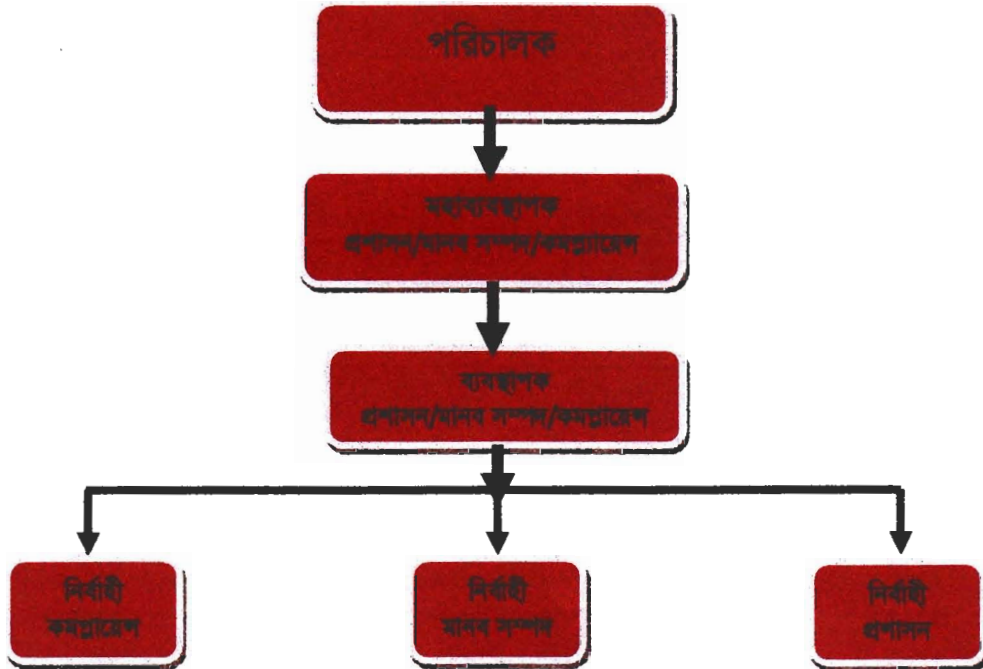 পরিচালক
মহাব্যবস্থাপক
প্রশাসন/মানব সম্পদ/কমপ্ল্যায়েন্স
ব্যবস্থাপক
প্রশাসন/মানব সম্পদ/কমপ্লায়েন্স
নির্বাহী
কমপ্লায়েন্স
নির্বাহী
মানব সম্পদ
নির্বাহী
প্রশাসন